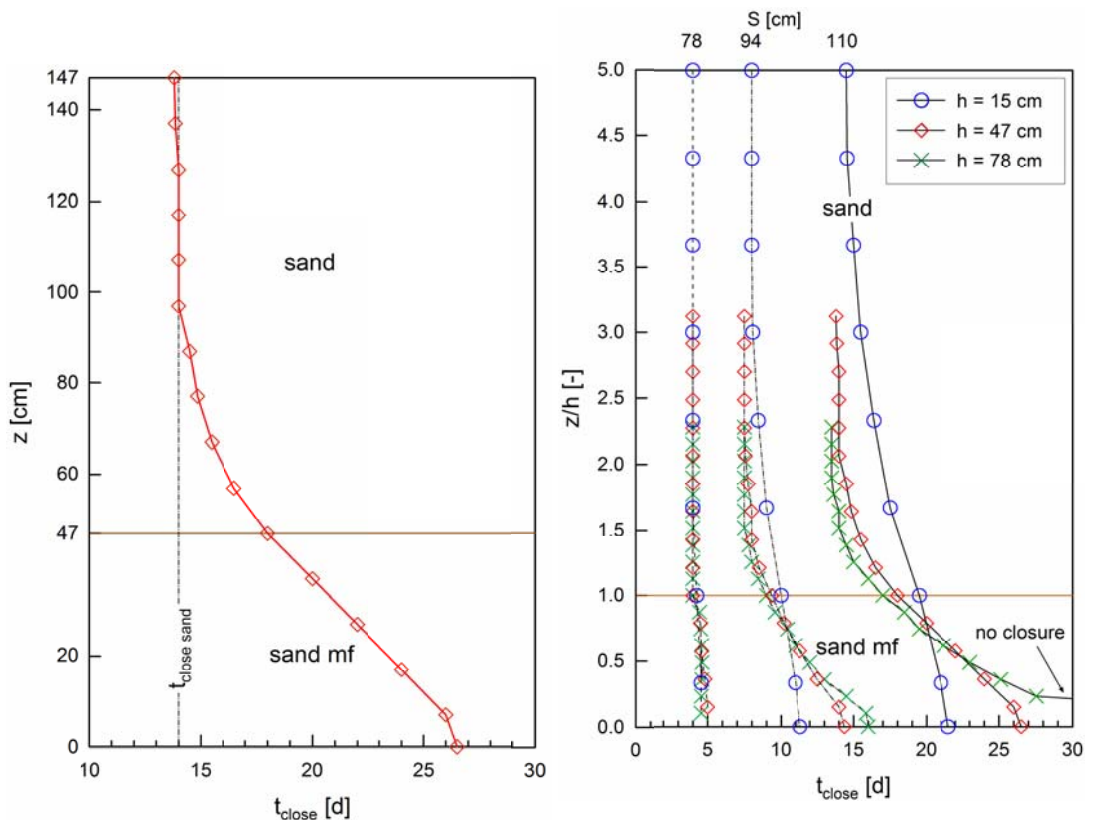 147
140
120
100
80
60
47
20
0
z [cm]
sand
sand mf
t close sand
10 15 20 25 30
t close [d]
S [cm]
78 94 110
5.0
4.5
4.0
3.5
3.0
2.5
2.0
1.5
1.0
0.5
0.0
z/h [-]
h = 15 cm
h = 47 cm
h = 78 cm
sand
no closure
sand mf
0 5 10 15 20 25 30
t close [d]